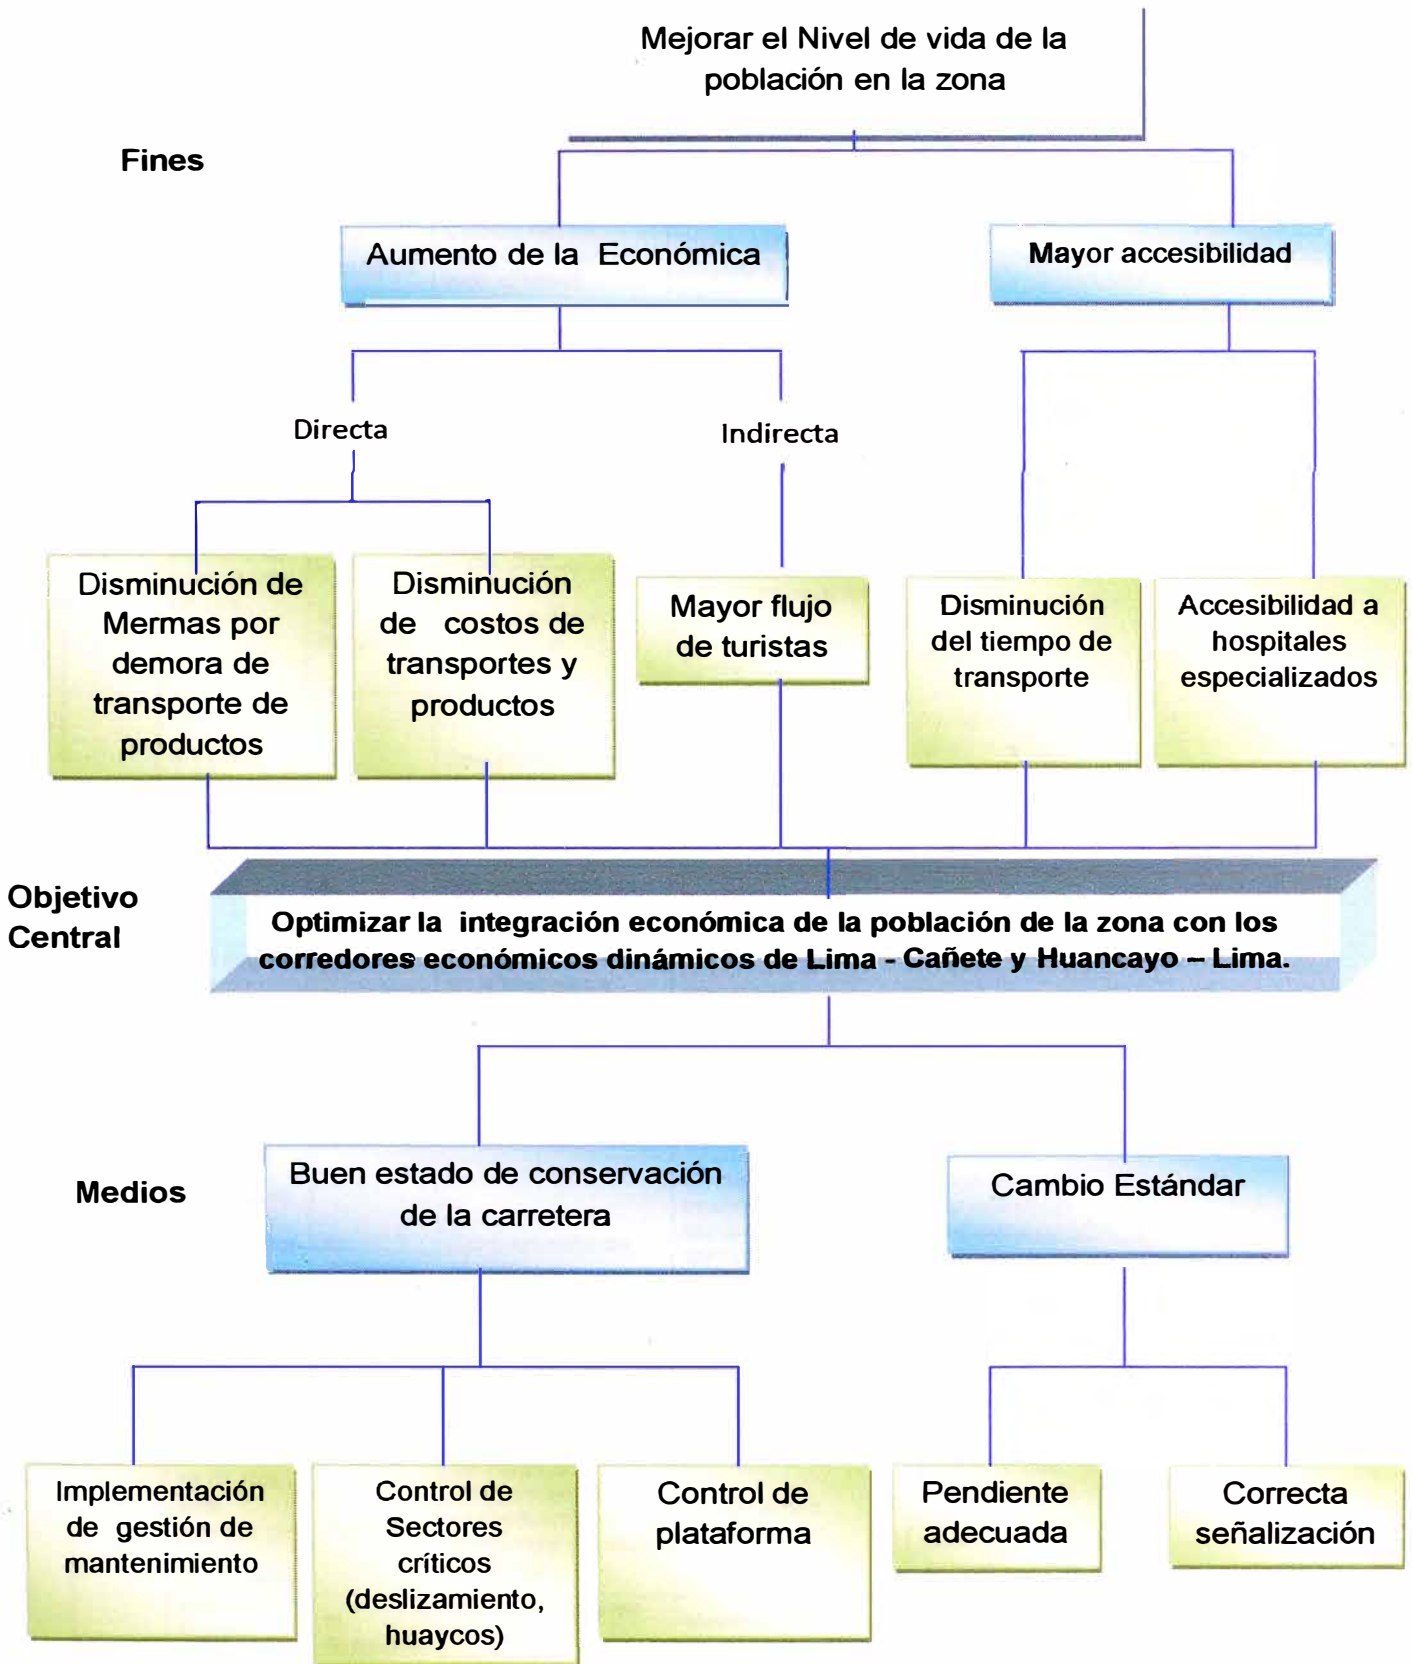 Mejorar el Nivel de vida de la
población en la zona
Fines
Aumento de la Económica
Mayor accesibilidad
Directa
Indirecta
Disminución de
Mermas por
demora de
transporte de
productos
Disminución
de costos de
transportes y
productos
Mayor flujo
de turistas
Disminución
del tiempo de
transporte
Accesibilidad a
hospitales
especializados
Objetivo
Central
Optimizar la integración económica de la población de la zona con los
corredores económicos dinámicos de Lima - Cañete y Huancayo – Lima.
Medios
Buen estado de conservación
de la carretera
Cambio Estándar
Implementación
de gestión de
mantenimiento
Control de
Sectores
críticos
(deslizamiento,
huaycos)
Control de
plataforma
Pendiente
adecuada
Correcta
señalización